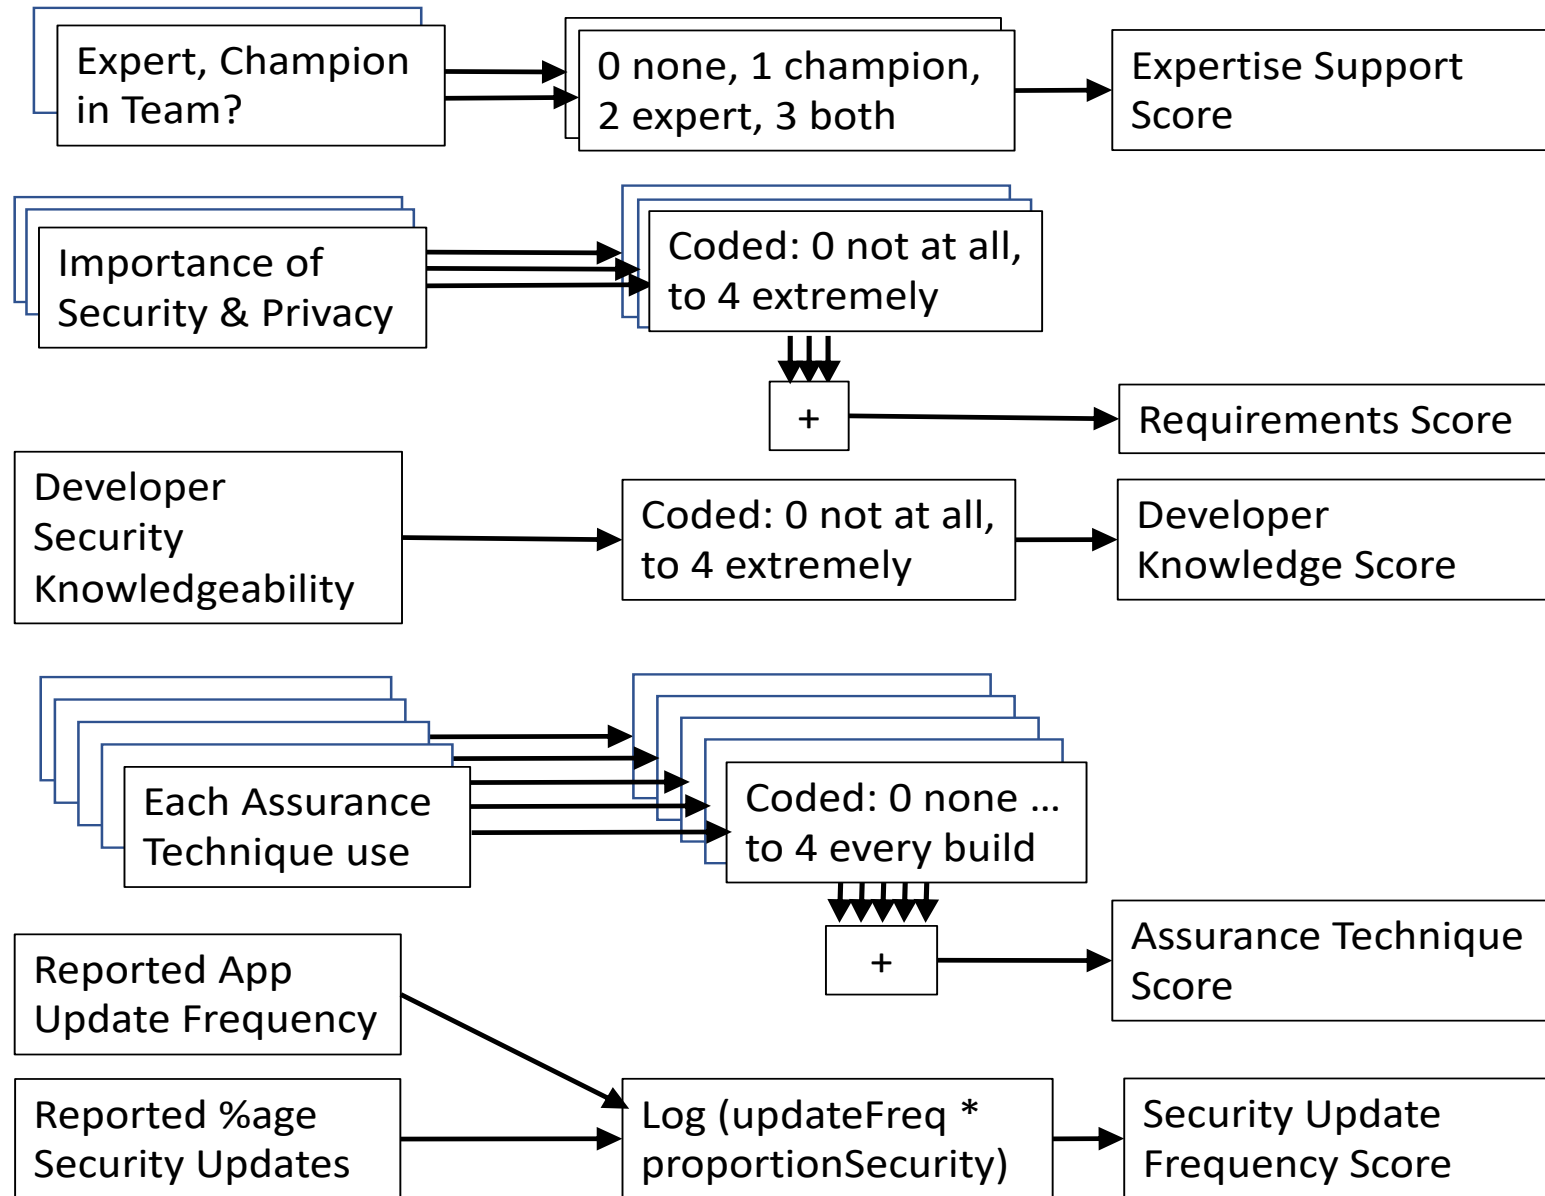 Expert, Champion
in Team?
0 none, 1 champion,
2 expert, 3 both
Expertise Support
Score
Importance of
Security & Privacy
Coded: 0 not at all,
to 4 extremely
+
Requirements Score
Developer
Security
Knowledgeability
Coded: 0 not at all,
to 4 extremely
Developer
Knowledge Score
Each Assurance
Technique use
Coded: 0 none ...
to 4 every build
+
Assurance Technique
Score
Reported App
Update Frequency
Reported %age
Security Updates
Log (updateFreq *
proportionSecurity)
Security Update
Frequency Score